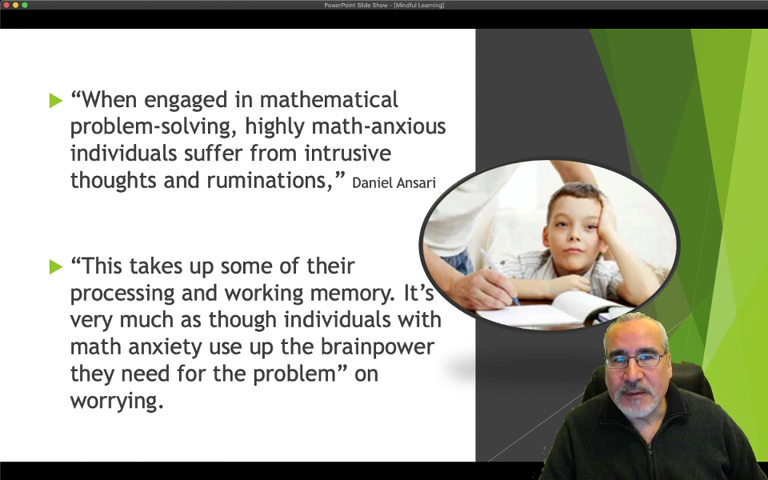 PowerPoint Slide Show - [Mindful Learning]
“When engaged in mathematical
problem-solving, highly math-anxious
individuals suffer from intrusive
thoughts and ruminations,” Daniel Ansari
“This takes up some of their
processing and working memory. It’s
very much as though individuals with
math anxiety use up the brainpower
they need for the problem” on
worrying.